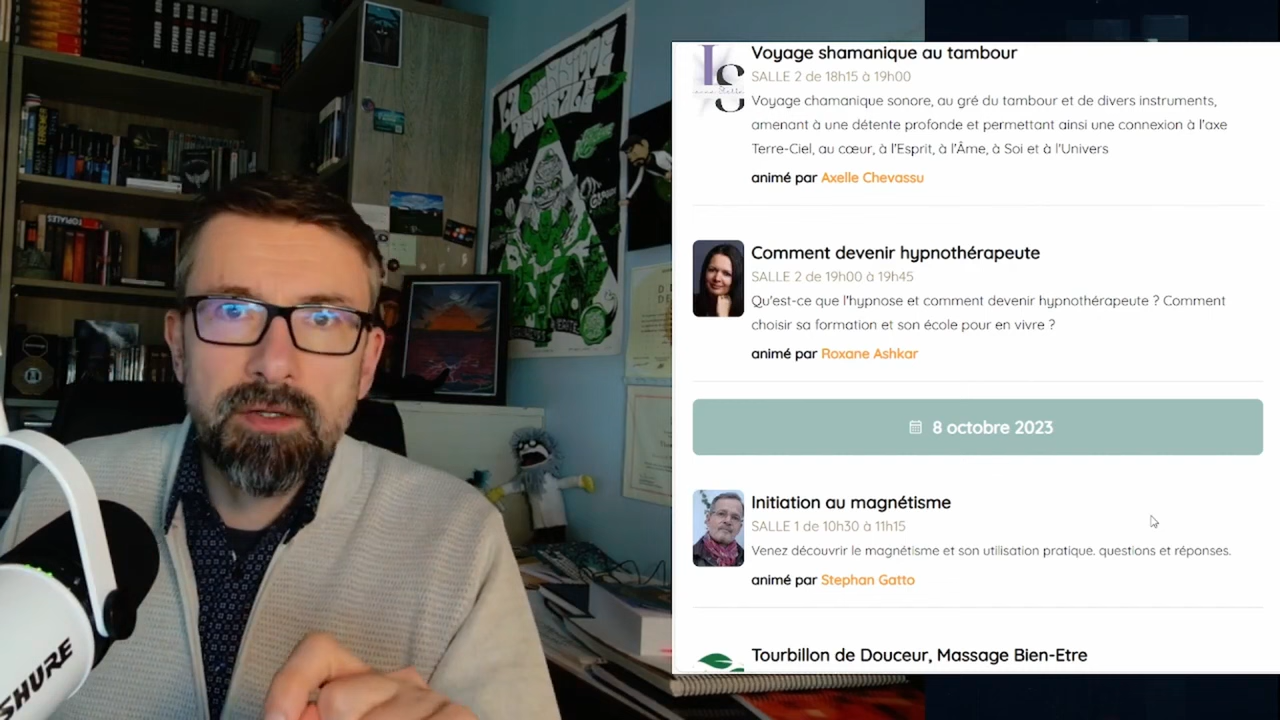 Voyage shamanique au tambour
SALLE 2 de 18h15 à 19h00
Voyage chamanique sonore, au gré du tambour et de divers instruments,
amenant à une détente profonde et permettant ainsi une connexion à l'axe
Terre-Ciel, au cœur, à l'Esprit, à l'Âme, à Soi et à l'Univers
animé par Axelle Chevassu
Comment devenir hypnothérapeute
SALLE 2 de 19h00 à 19h45
Qu'est-ce que l'hypnose et comment devenir hypnothérapeute ? Comment
choisir sa formation et son école pour en vivre ?
animé par Roxane Ashkar
8 octobre 2023
Initiation au magnétisme
SALLE 1 de 10h30 à 11h15
Venez découvrir le magnétisme et son utilisation pratique. questions et réponses.
animé par Stephan Gatto
Tourbillon de Douceur, Massage Bien-Etre
SHURE